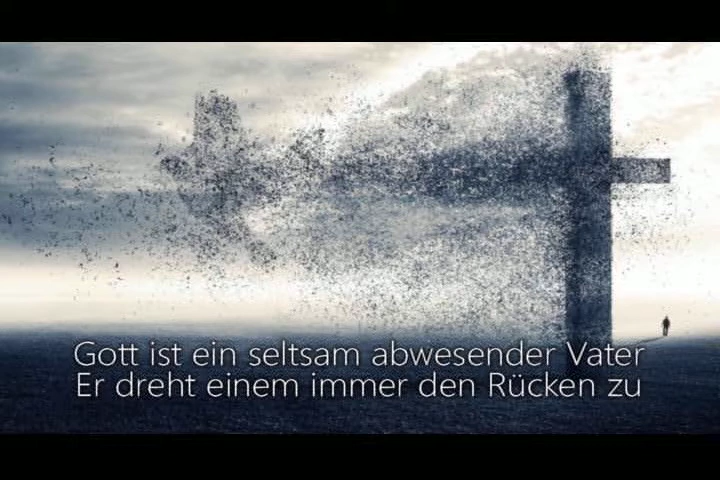 Gott ist ein seltsam abwesender Vater
Er dreht einem immer den Rücken zu